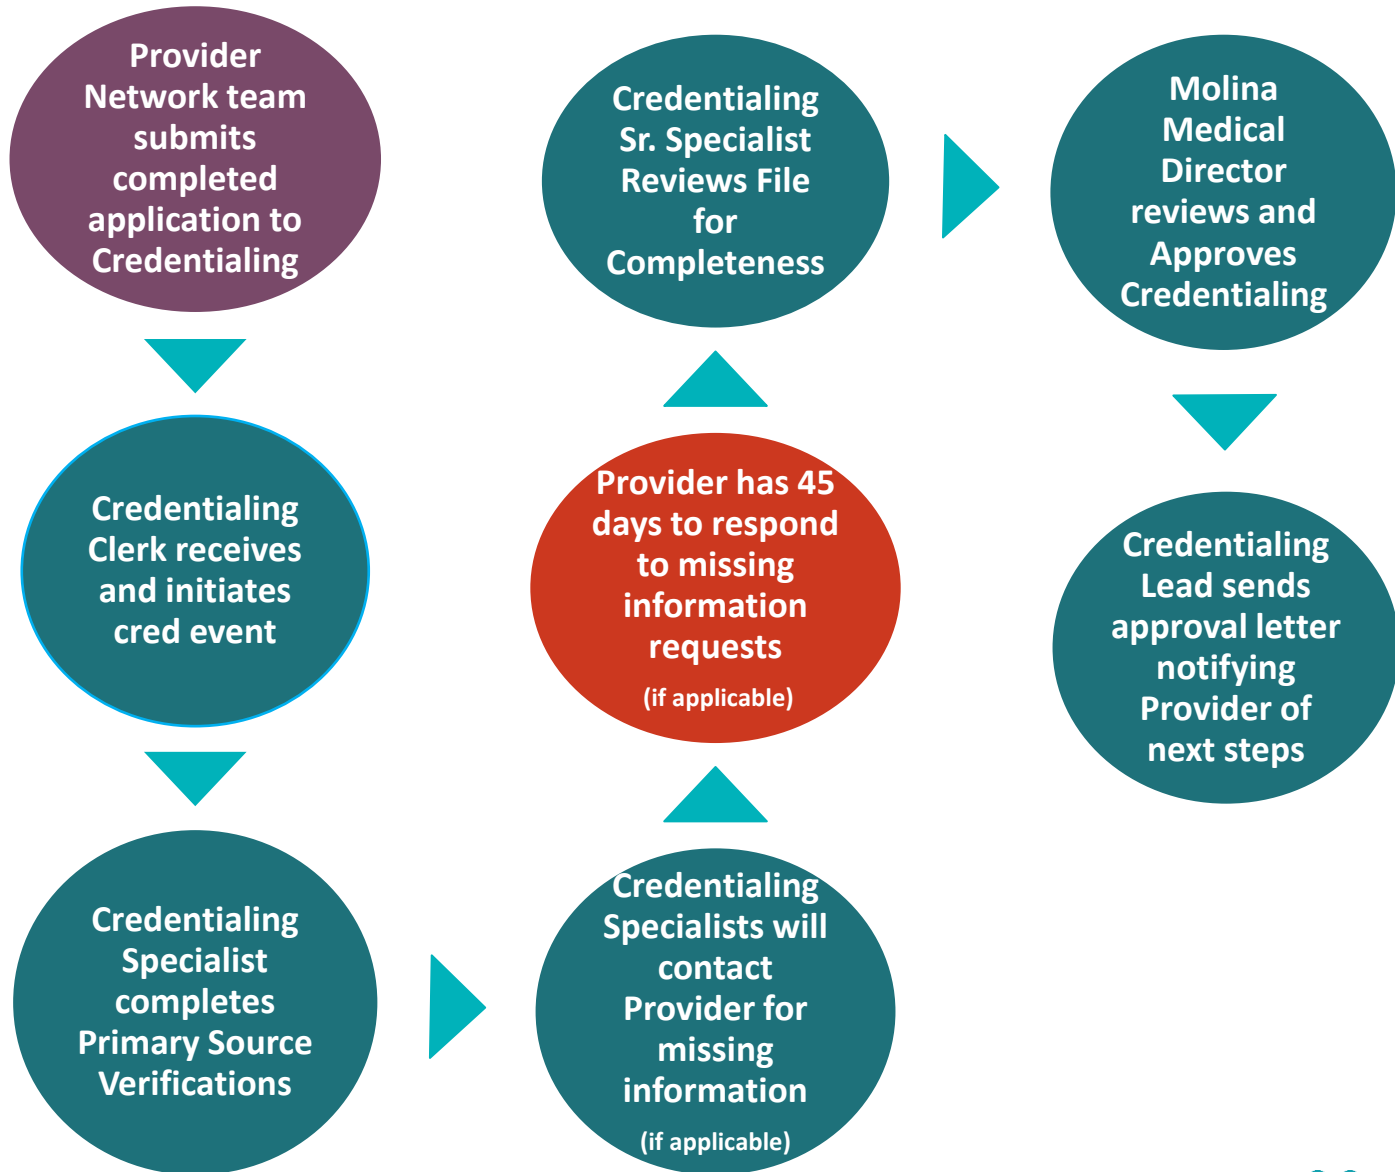 Provider
Network team
submits
completed
application to
Credentialing
Credentialing
Clerk receives
and initiates
cred event
Credentialing
Specialist
completes
Primary Source
Verifications
Credentialing
Specialists will
contact
Provider for
missing
information
(if applicable)
Provider has 45
days to respond
to missing
information
requests
(if applicable)
Credentialing
Sr. Specialist
Reviews File
for
Completeness
Molina
Medical
Director
reviews and
Approves
Credentialing
Credentialing
Lead sends
approval letter
notifying
Provider of
next steps